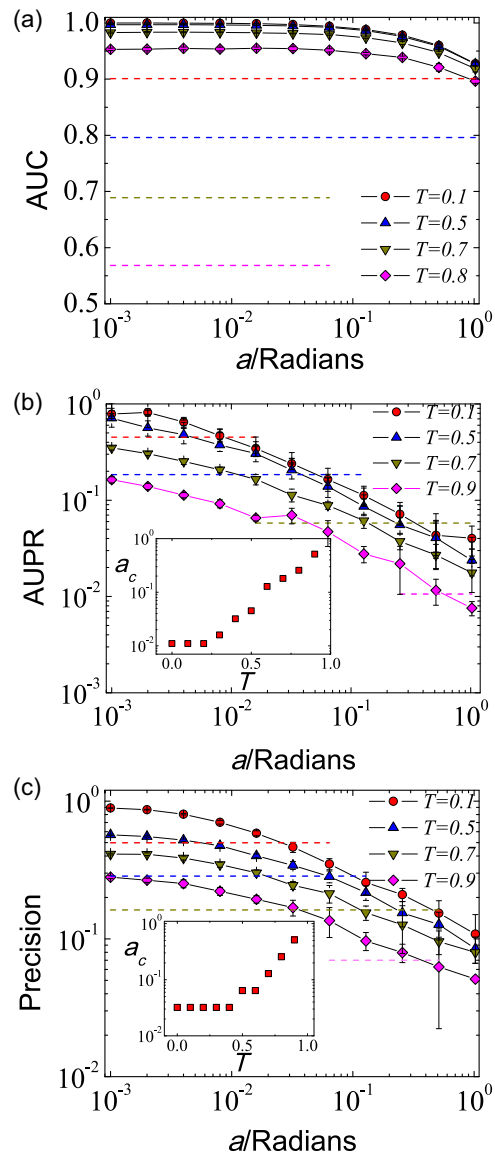 (a)
1.0
0.9
0.8
0.7
0.6
0.5
AUC
T=0.1
T=0.5
T=0.7
T=0.8
10⁻³ 10⁻² 10⁻¹ 10⁰
a/Radians
(b)
10⁰
10⁻¹
10⁻²
10⁻³
AUPR
T=0.1
T=0.5
T=0.7
T=0.9
a_c
10⁰
10⁻¹
10⁻²
0.0 0.5 1.0
T
10⁻³ 10⁻² 10⁻¹ 10⁰
a/Radians
(c)
10⁰
10⁻¹
10⁻²
Precision
T=0.1
T=0.5
T=0.7
T=0.9
a_c
10⁰
10⁻¹
10⁻²
0.0 0.5 1.0
T
10⁻³ 10⁻² 10⁻¹ 10⁰
a/Radians